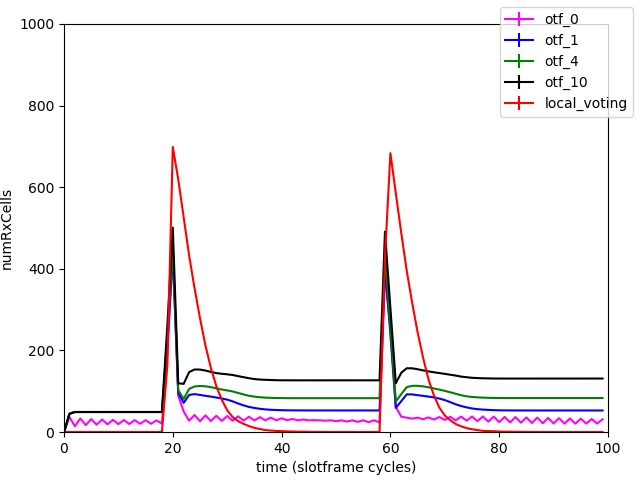 1000
800
600
400
200
0
numRxCells
0 20 40 60 80 100
time (slotframe cycles)
otf_0
otf_1
otf_4
otf_10
local_voting